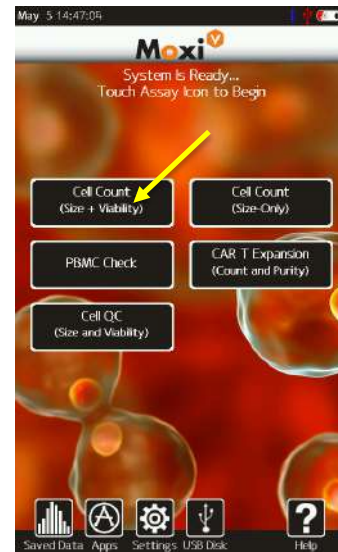 May 5 14:47:04
Moxi V
System Is Ready...
Touch Assay Icon to Begin
Cell Count
(Size + Viability)
Cell Count
(Size-Only)
PBMC Check
CAR T Expansion
(Count and Purity)
Cell QC
(Size and Viability)
Saved Data Apps Settings USB Disk Help